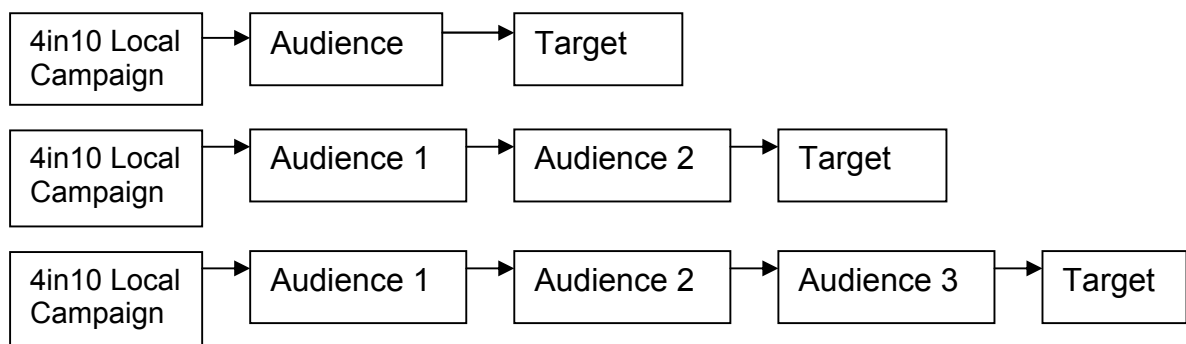 4in10 Local
Campaign
Audience
Target
4in10 Local
Campaign
Audience 1
Audience 2
Target
4in10 Local
Campaign
Audience 1
Audience 2
Audience 3
Target